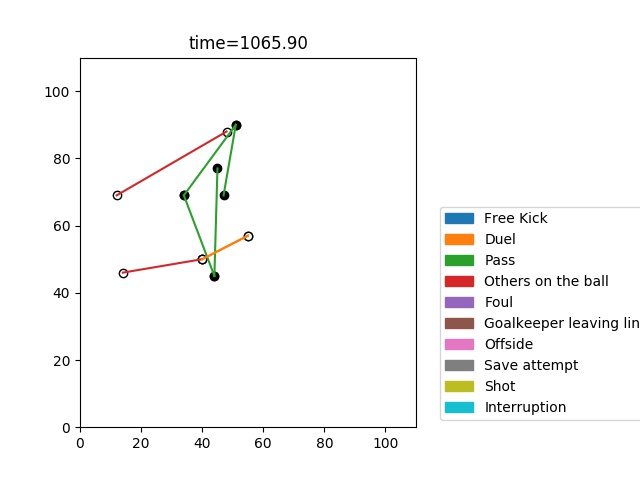 time=1065.90
100
80
60
40
20
0
0 20 40 60 80 100
Free Kick
Duel
Pass
Others on the ball
Foul
Goalkeeper leaving lin
Offside
Save attempt
Shot
Interruption